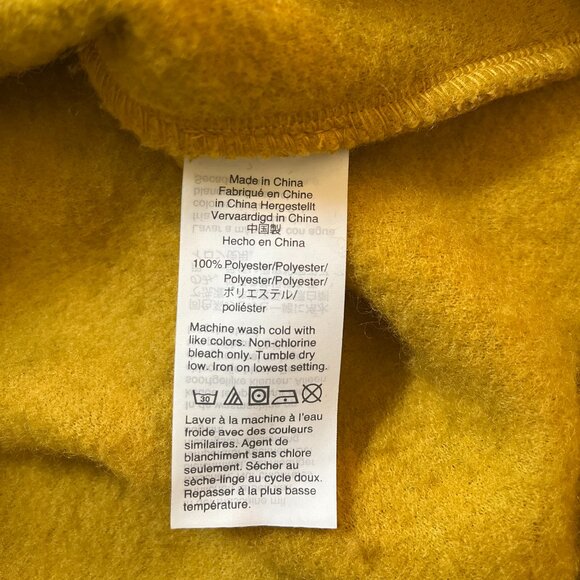 Made in China
Fabriqué en Chine
in China Hergestellt
Vervaardigd in China
中国製
Hecho en China
100% Polyester/Polyester/
Polyester/Polyester/
ポリエステル/
poliéster
Machine wash cold with
like colors. Non-chlorine
bleach only. Tumble dry
low. Iron on lowest setting.
30
Laver à la machine à l'eau
froide avec des couleurs
similaires. Agent de
blanchiment sans chlore
seulement. Sécher au
sèche-linge au cycle doux.
Repasser à la plus basse
température.